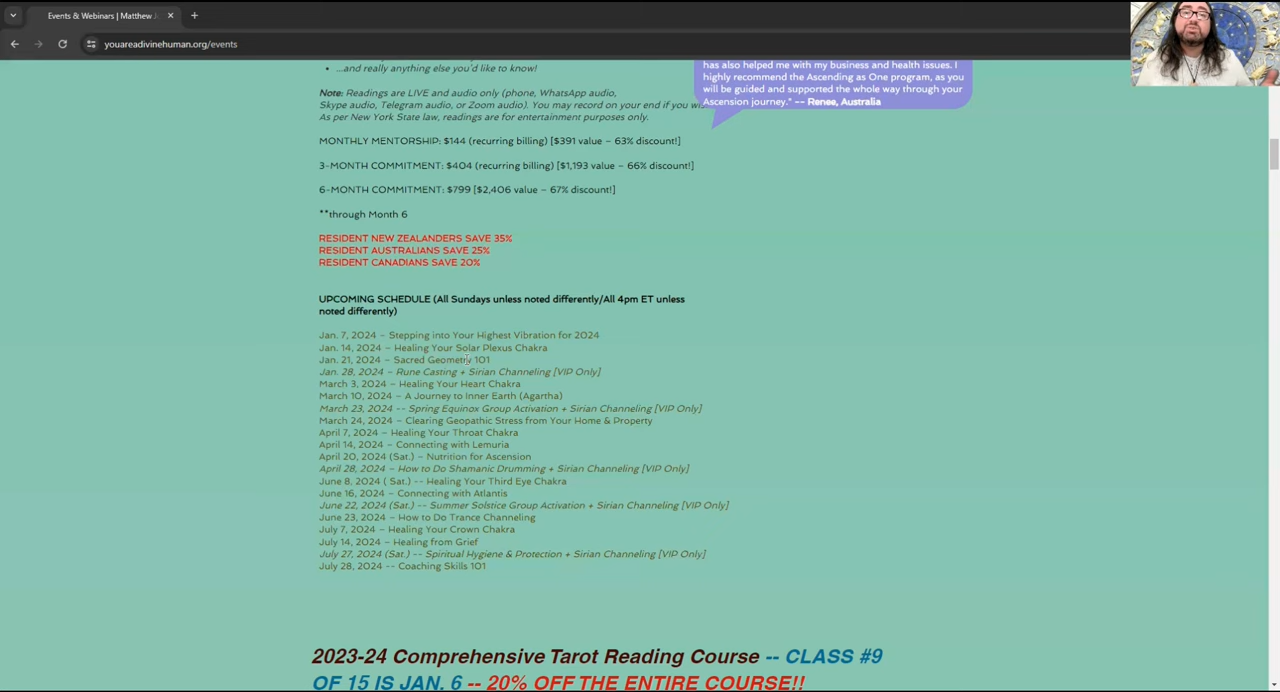 Events & Webinars | Matthew
youareadivinehuman.org/events
...and really anything else you'd like to know!
Note: Readings are LIVE and audio only (phone, WhatsApp audio,
Skype audio, Telegram audio, or Zoom audio). You may record on your end if you
As per New York State law, readings are for entertainment purposes only.
has also helped me with my business and health issues. I
highly recommend the Ascending as One program, as you
will be guided and supported the whole way through your
Ascension journey." -- Renee, Australia
MONTHLY MENTORSHIP: $144 (recurring billing) [$391 value – 63% discount!]
3-MONTH COMMITMENT: $404 (recurring billing) [$1,193 value – 66% discount!]
6-MONTH COMMITMENT: $799 [$2,406 value – 67% discount!]
**through Month 6
RESIDENT NEW ZEALANDERS SAVE 35%
RESIDENT AUSTRALIANS SAVE 25%
RESIDENT CANADIANS SAVE 20%
UPCOMING SCHEDULE (All Sundays unless noted differently/All 4pm ET unless
noted differently)
Jan. 7, 2024 – Stepping into Your Highest Vibration for 2024
Jan. 14, 2024 – Healing Your Solar Plexus Chakra
Jan. 21, 2024 – Sacred Geometry 101
Jan. 28, 2024 – Rune Casting + Sirian Channeling [VIP Only]
March 3, 2024 – Healing Your Heart Chakra
March 10, 2024 – A Journey to Inner Earth (Agartha)
March 23, 2024 -- Spring Equinox Group Activation + Sirian Channeling [VIP Only]
March 24, 2024 – Clearing Geopathic Stress from Your Home & Property
April 7, 2024 – Healing Your Throat Chakra
April 14, 2024 – Connecting with Lemuria
April 20, 2024 (Sat.) – Nutrition for Ascension
April 28, 2024 – How to Do Shamanic Drumming + Sirian Channeling [VIP Only]
June 8, 2024 ( Sat.) -- Healing Your Third Eye Chakra
June 16, 2024 – Connecting with Atlantis
June 22, 2024 (Sat.) -- Summer Solstice Group Activation + Sirian Channeling [VIP Only]
June 23, 2024 – How to Do Trance Channeling
July 7, 2024 – Healing Your Crown Chakra
July 14, 2024 – Healing from Grief
July 27, 2024 (Sat.) -- Spiritual Hygiene & Protection + Sirian Channeling [VIP Only]
July 28, 2024 -- Coaching Skills 101
2023-24 Comprehensive Tarot Reading Course -- CLASS #9
OF 15 IS JAN. 6 -- 20% OFF THE ENTIRE COURSE!!